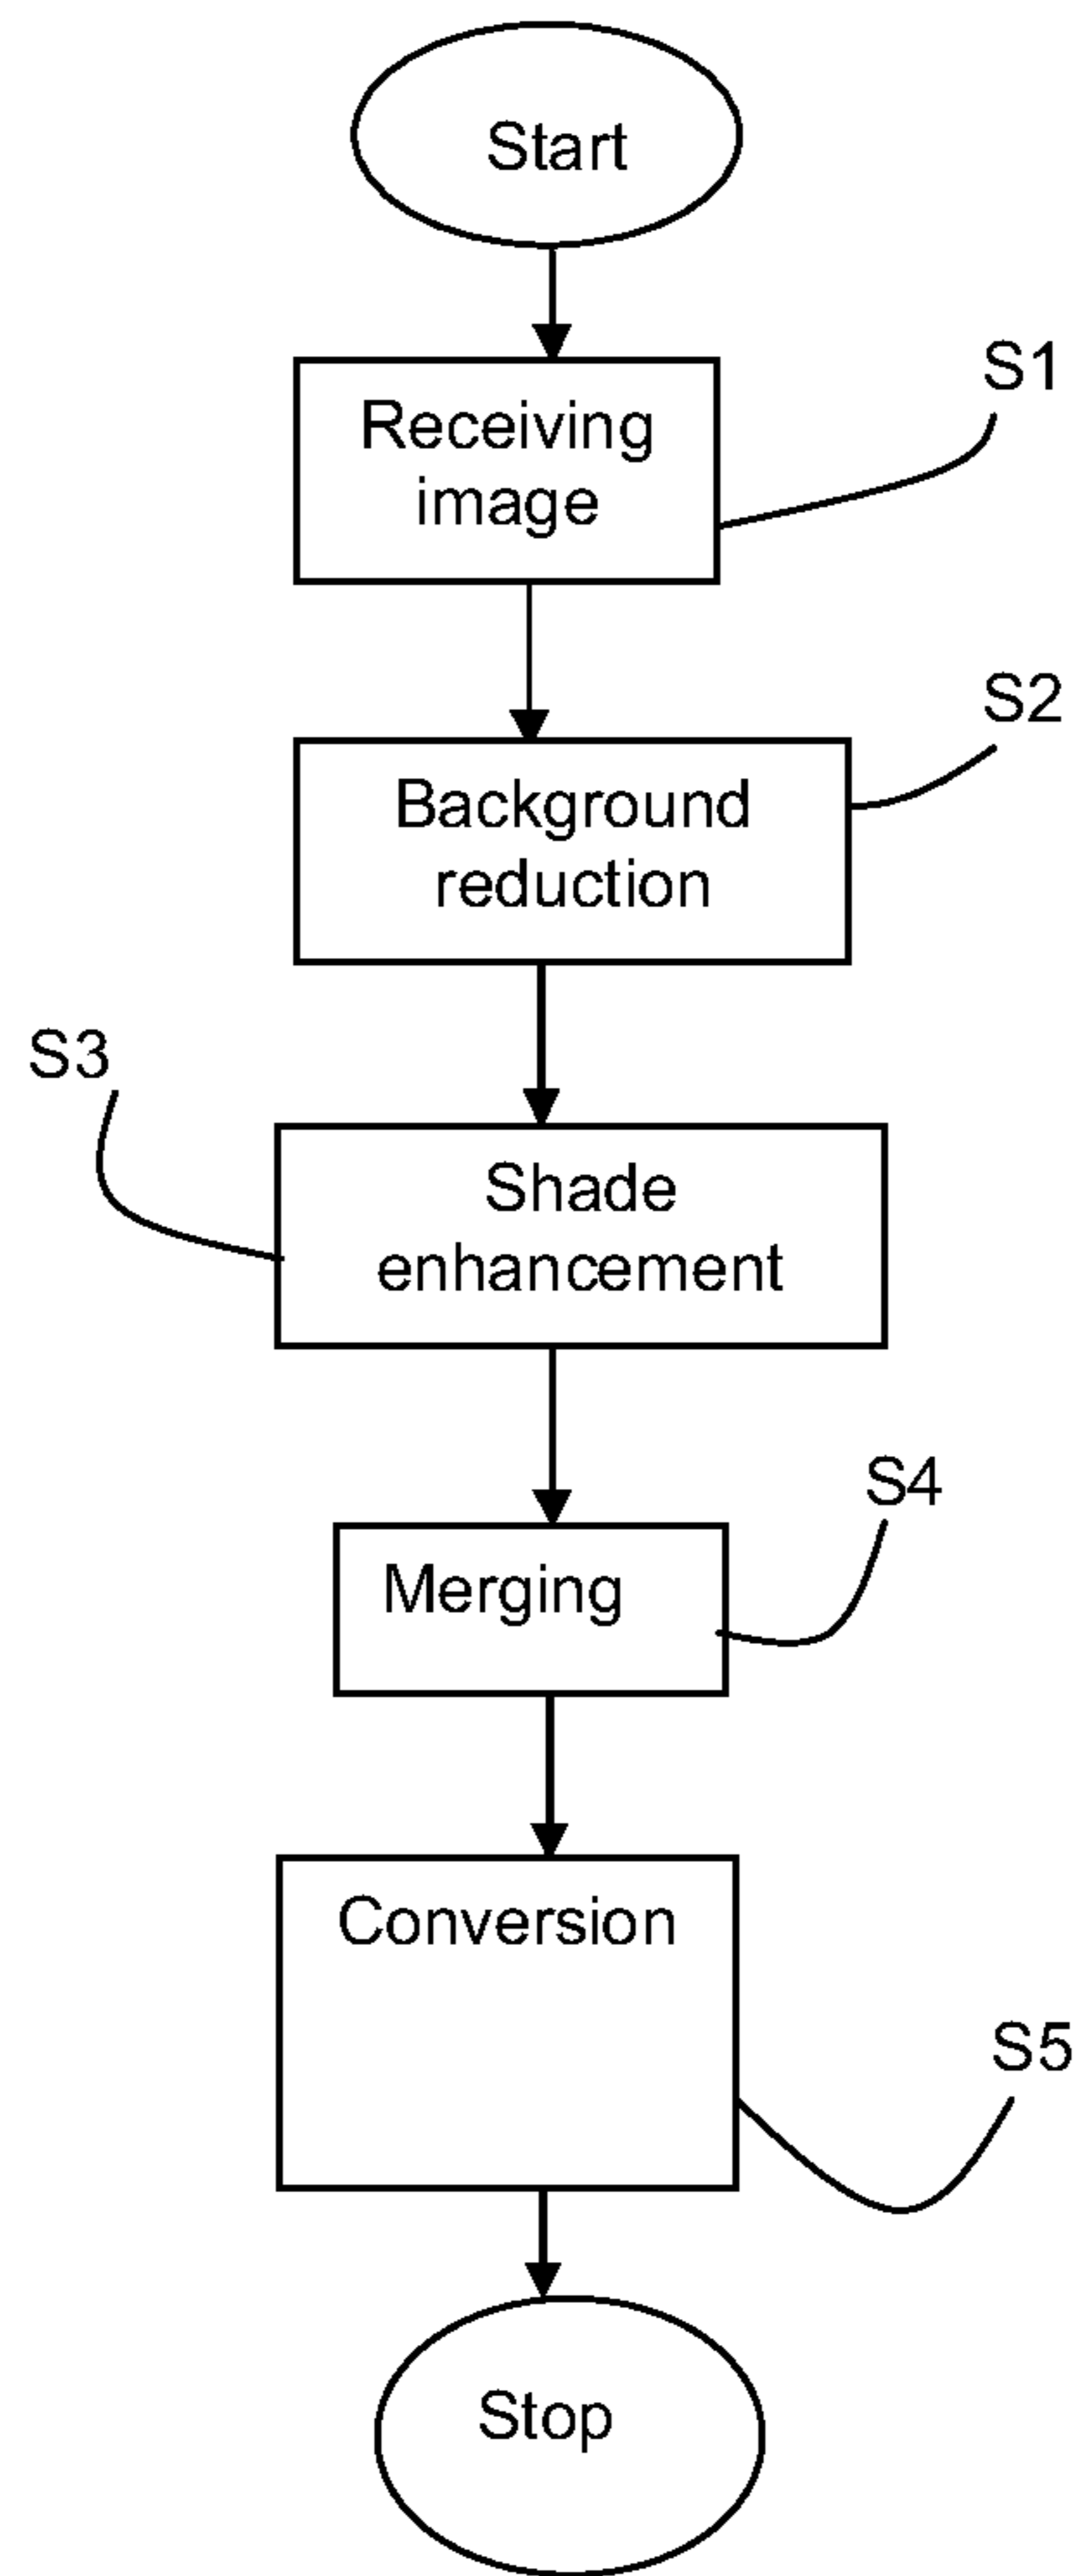 Start
S1
Receiving
image
S2
Background
reduction
S3
Shade
enhancement
S4
Merging
Conversion
S5
Stop